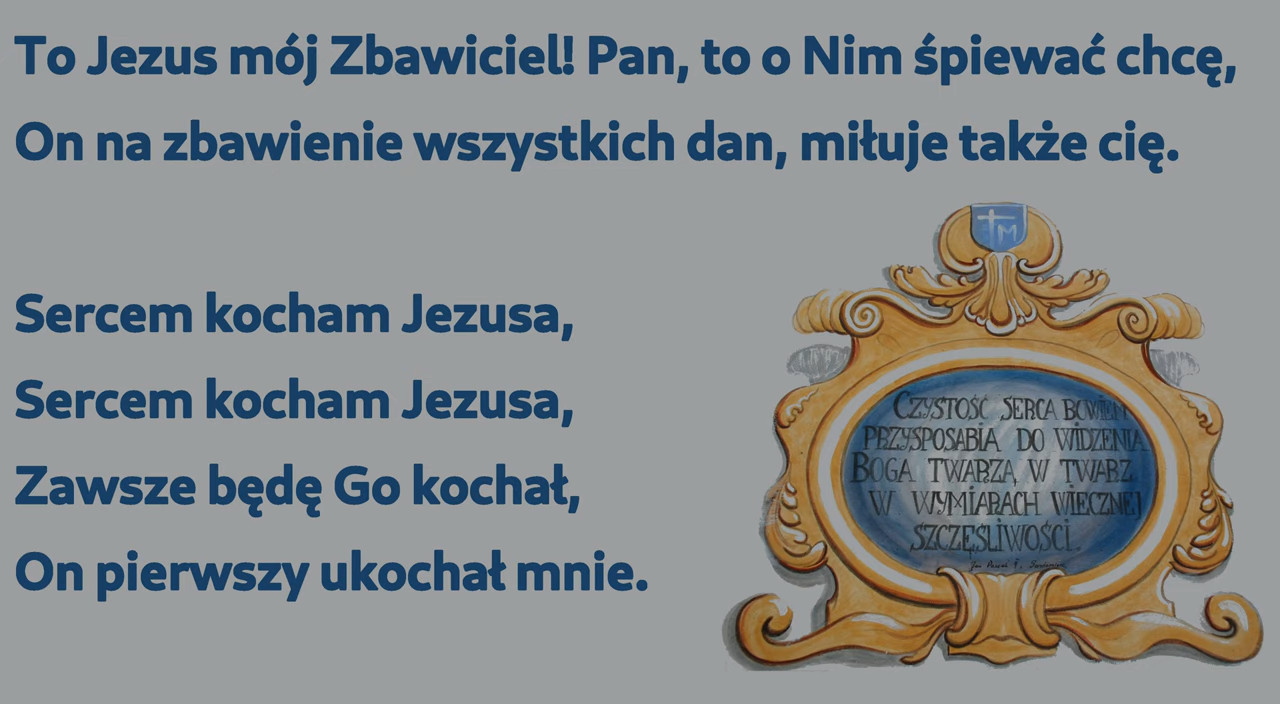 To Jezus mój Zbawiciel! Pan, to o Nim śpiewać chcę,
On na zbawienie wszystkich dan, miłuje także cię.
Sercem kocham Jezusa,
Sercem kocham Jezusa,
Zawsze będę Go kochał,
On pierwszy ukochał mnie.
M
CZYSTOŚĆ SERCA BOWIEM
PRZYSPOSABIA DO WIDZENIA
BOGA TWARZĄ W TWARZ
W WYMIARACH WIECZNEJ
SZCZĘŚLIWOŚCI.